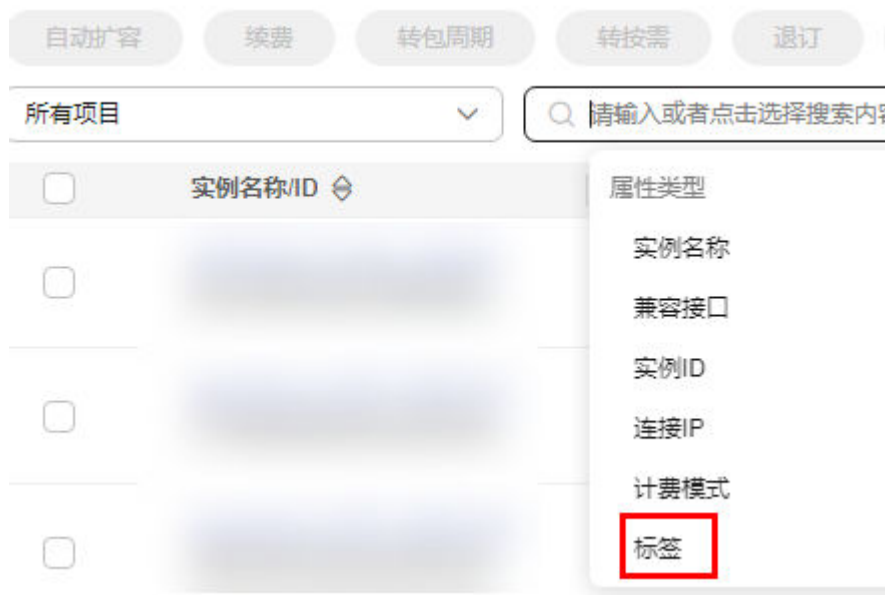 自动扩容 续费 转包周期 转按需 退订
所有项目 请输入或者点击选择搜索内容
实例名称/ID 属性类型
实例名称
兼容接口
实例ID
连接IP
计费模式
标签